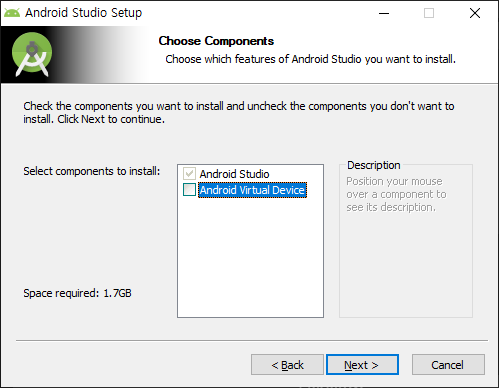 Android Studio Setup
Choose Components
Choose which features of Android Studio you want to install.
Check the components you want to install and uncheck the components you don't want to
install. Click Next to continue.
Select components to install:
Android Studio
Android Virtual Device
Description
Position your mouse
over a component to
see its description.
Space required: 1.7GB
< Back
Next >
Cancel